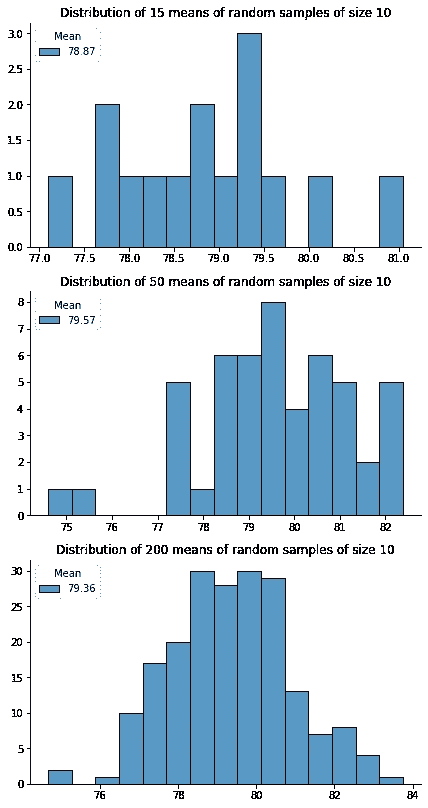 Distribution of 15 means of random samples of size 10
3.0
Mean
78.87
2.5
2.0
1.5
1.0
0.5
0.0
77.0 77.5 78.0 78.5 79.0 79.5 80.0 80.5 81.0
Distribution of 50 means of random samples of size 10
8
Mean
79.57
7
6
5
4
3
2
1
0
75 76 77 78 79 80 81 82
Distribution of 200 means of random samples of size 10
30
Mean
79.36
25
20
15
10
5
0
76 78 80 82 84